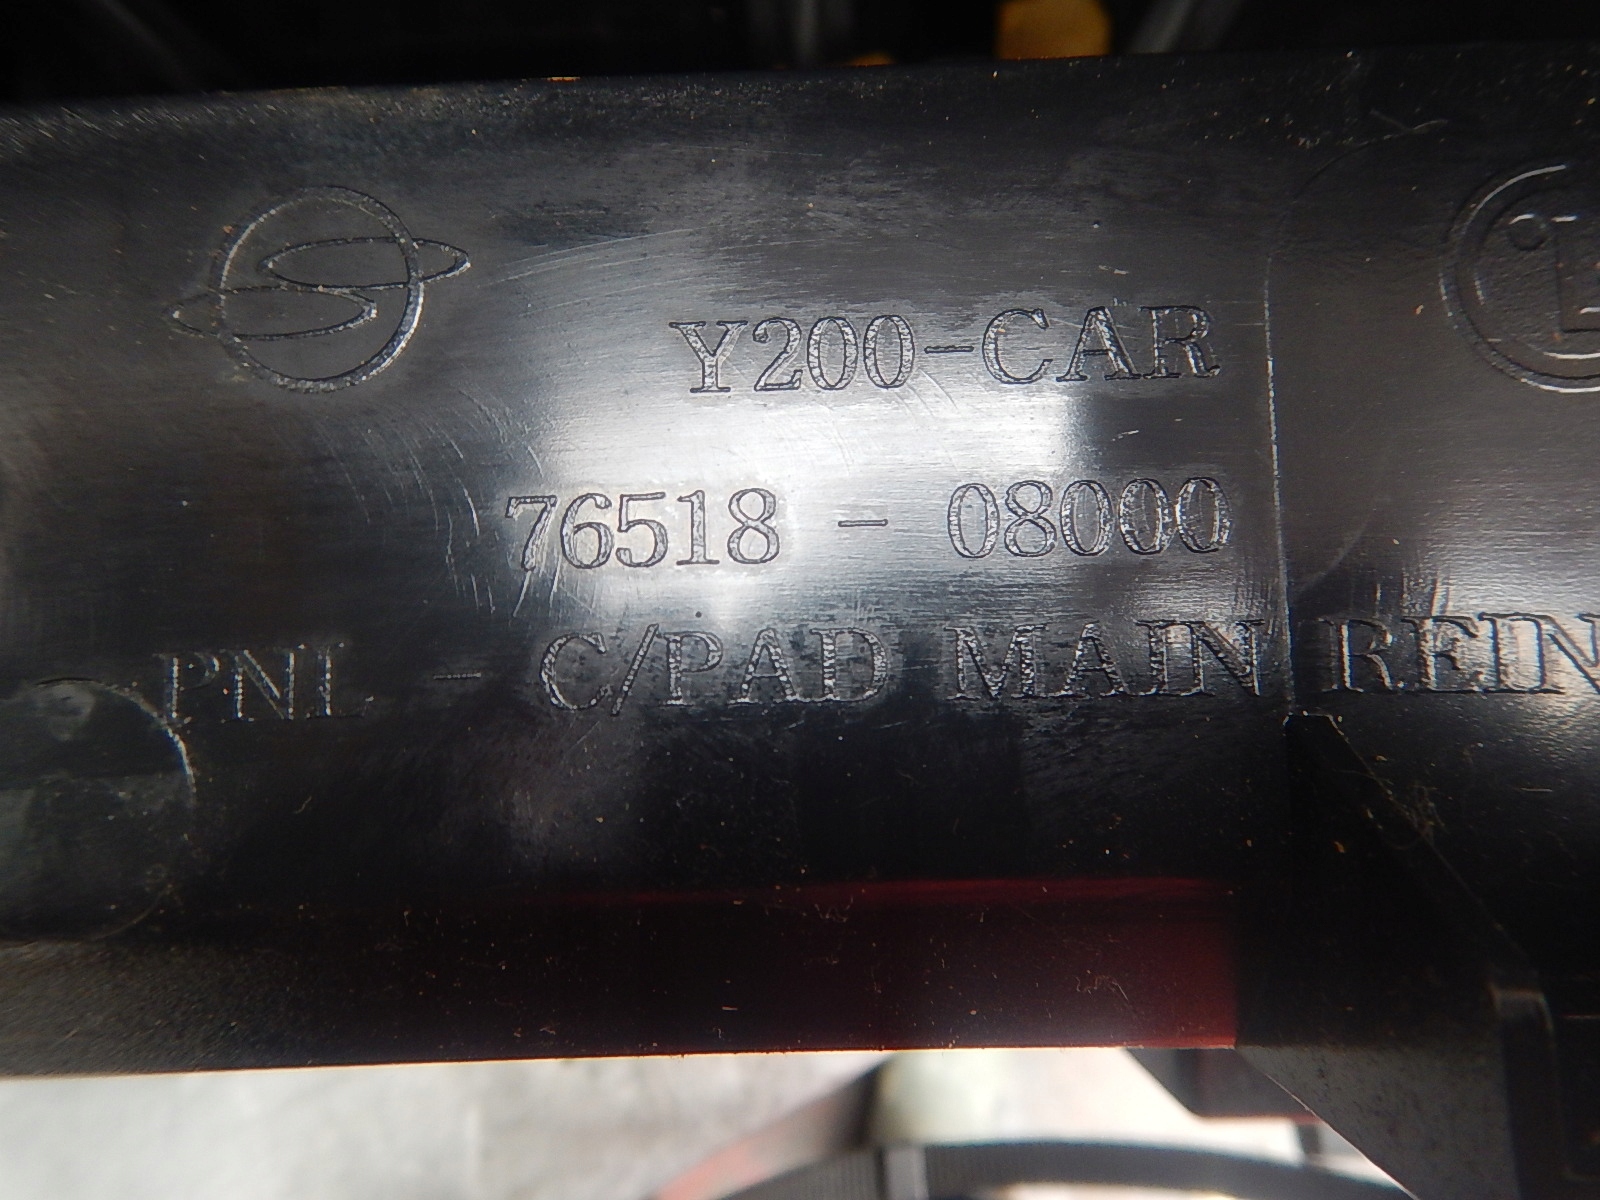 Y200-CAR
76518 - 08000
PNL - C/PAD MAIN REIN